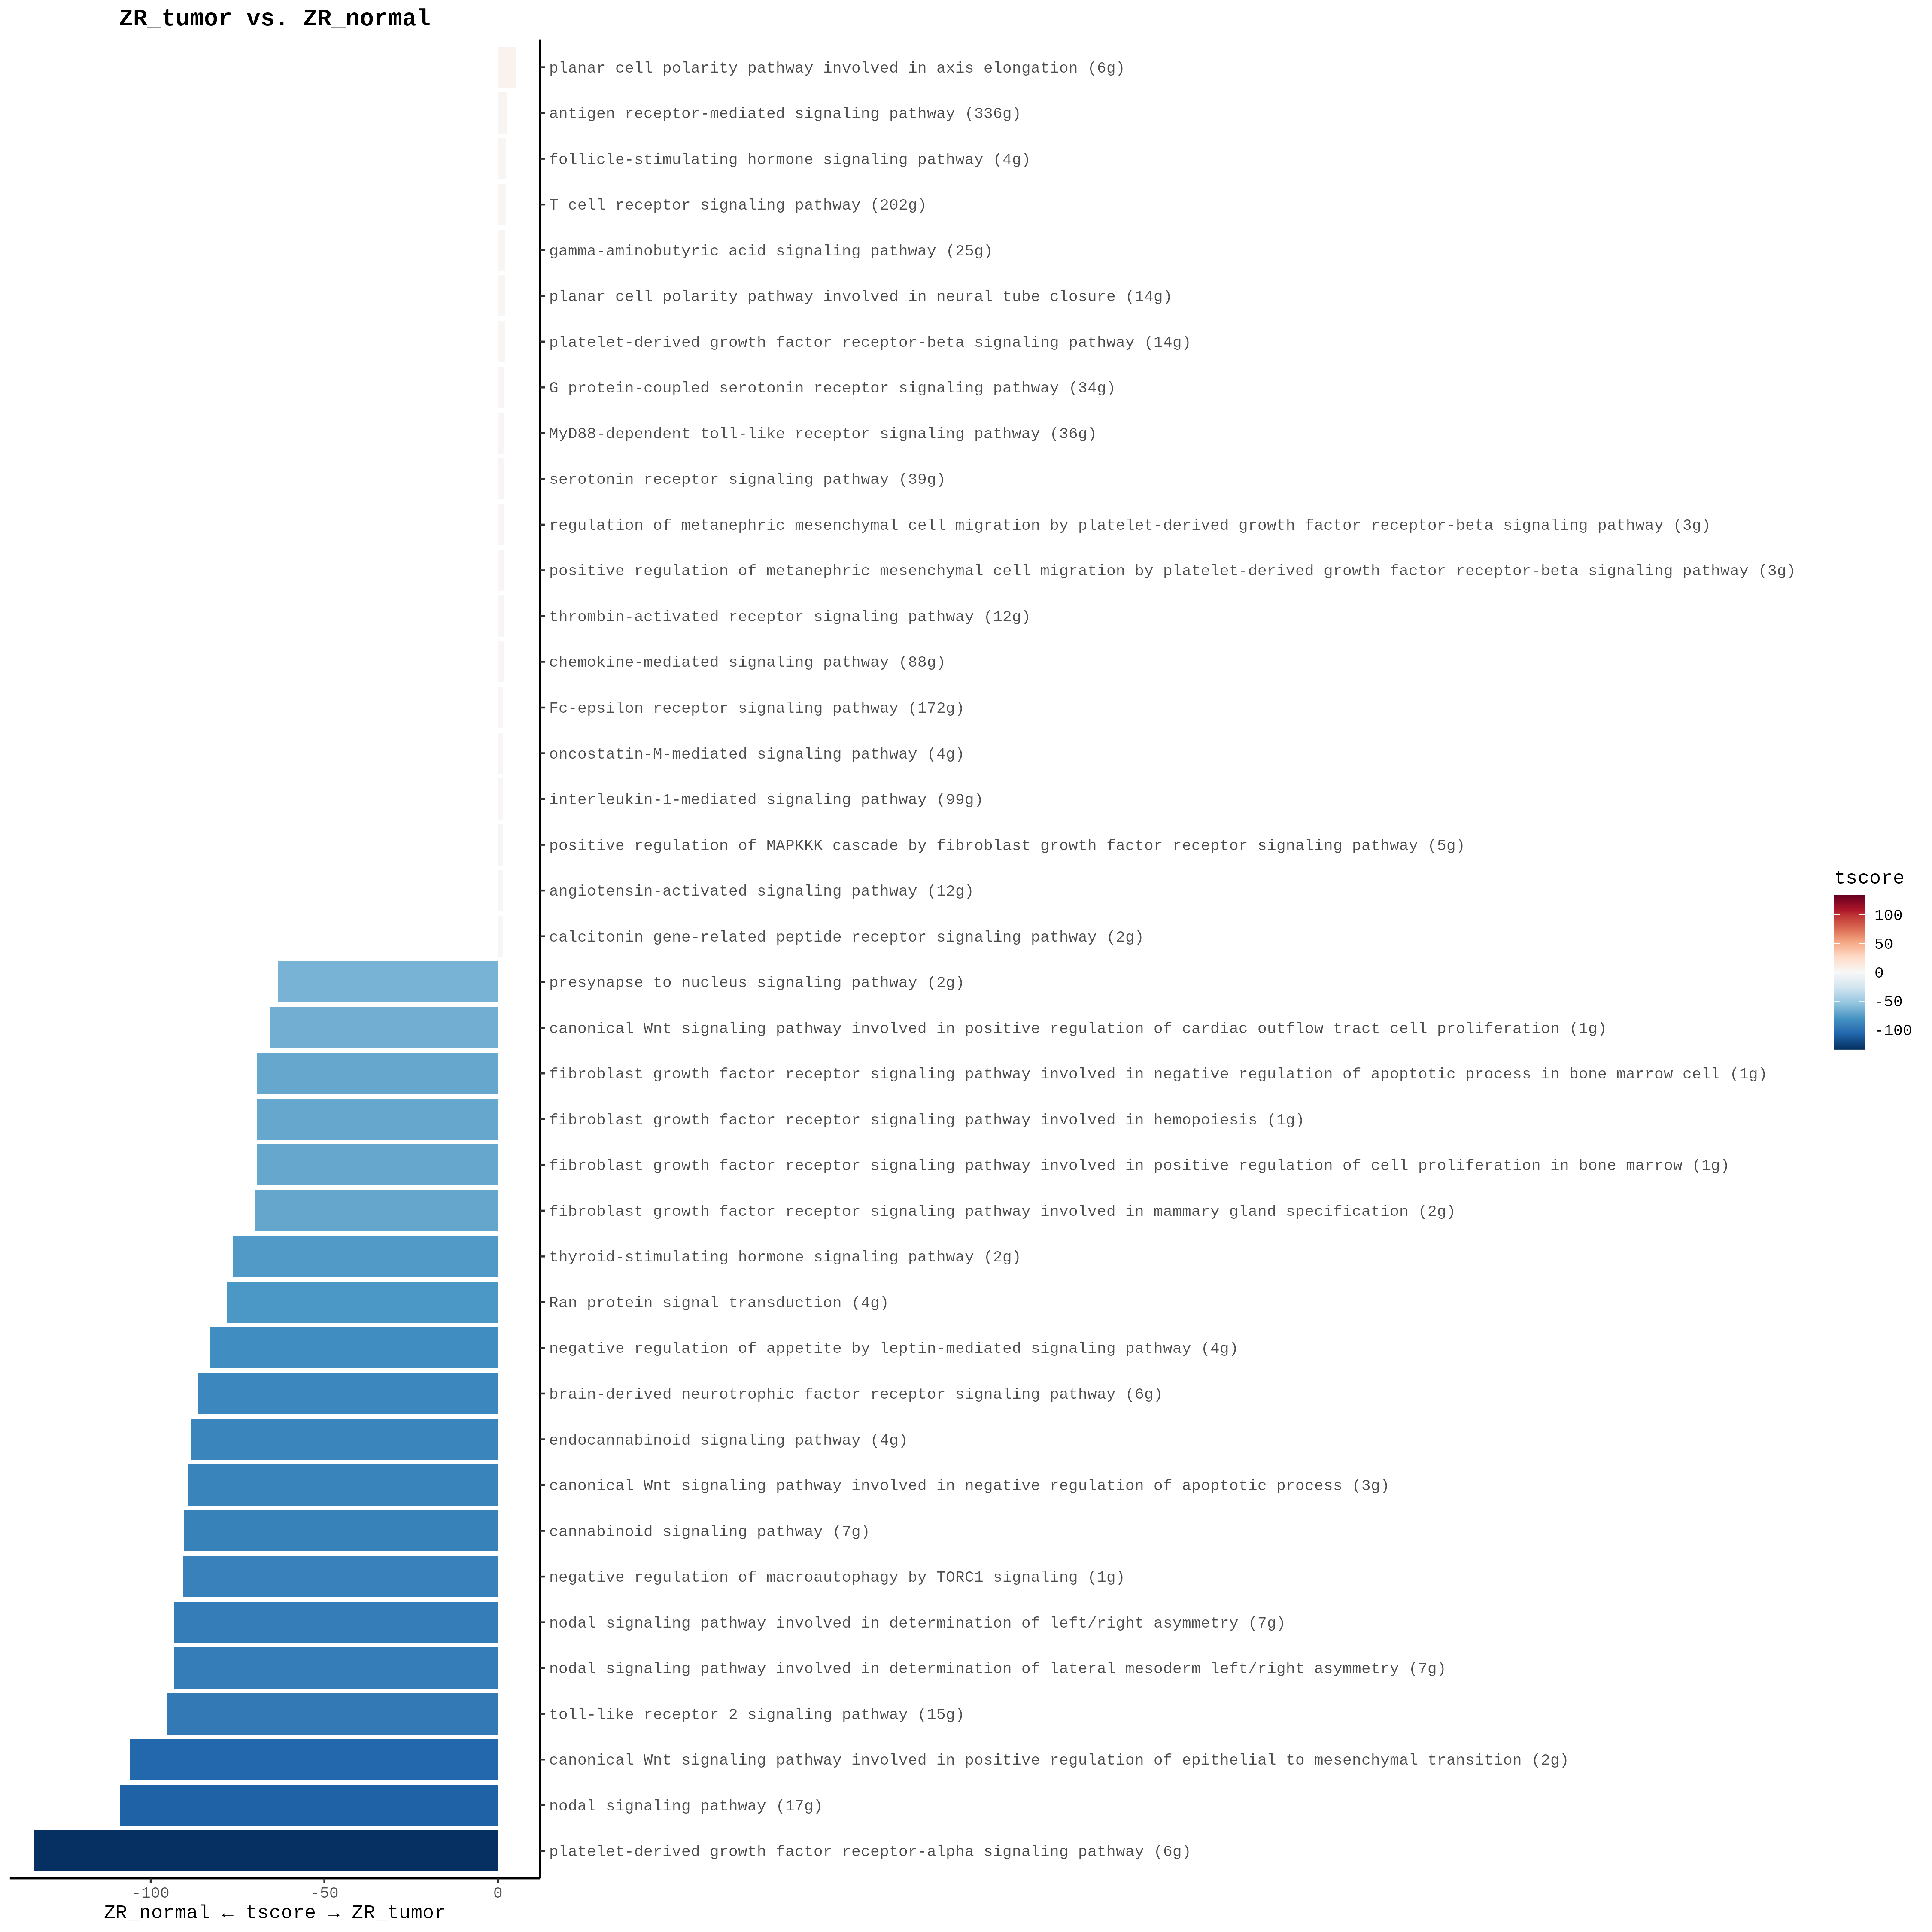 ZR_tumor vs. ZR_normal
planar cell polarity pathway involved in axis elongation (6g)
antigen receptor-mediated signaling pathway (336g)
follicle-stimulating hormone signaling pathway (4g)
T cell receptor signaling pathway (202g)
gamma-aminobutyric acid signaling pathway (25g)
planar cell polarity pathway involved in neural tube closure (14g)
platelet-derived growth factor receptor-beta signaling pathway (14g)
G protein-coupled serotonin receptor signaling pathway (34g)
MyD88-dependent toll-like receptor signaling pathway (36g)
serotonin receptor signaling pathway (39g)
regulation of metanephric mesenchymal cell migration by platelet-derived growth factor receptor-beta signaling pathway (3g)
positive regulation of metanephric mesenchymal cell migration by platelet-derived growth factor receptor-beta signaling pathway (3g)
thrombin-activated receptor signaling pathway (12g)
chemokine-mediated signaling pathway (88g)
Fc-epsilon receptor signaling pathway (172g)
oncostatin-M-mediated signaling pathway (4g)
interleukin-1-mediated signaling pathway (99g)
positive regulation of MAPKKK cascade by fibroblast growth factor receptor signaling pathway (5g)
angiotensin-activated signaling pathway (12g)
calcitonin gene-related peptide receptor signaling pathway (2g)
presynapse to nucleus signaling pathway (2g)
canonical Wnt signaling pathway involved in positive regulation of cardiac outflow tract cell proliferation (1g)
fibroblast growth factor receptor signaling pathway involved in negative regulation of apoptotic process in bone marrow cell (1g)
fibroblast growth factor receptor signaling pathway involved in hemopoiesis (1g)
fibroblast growth factor receptor signaling pathway involved in positive regulation of cell proliferation in bone marrow (1g)
fibroblast growth factor receptor signaling pathway involved in mammary gland specification (2g)
thyroid-stimulating hormone signaling pathway (2g)
Ran protein signal transduction (4g)
negative regulation of appetite by leptin-mediated signaling pathway (4g)
brain-derived neurotrophic factor receptor signaling pathway (6g)
endocannabinoid signaling pathway (4g)
canonical Wnt signaling pathway involved in negative regulation of apoptotic process (3g)
cannabinoid signaling pathway (7g)
negative regulation of macroautophagy by TORC1 signaling (1g)
nodal signaling pathway involved in determination of left/right asymmetry (7g)
nodal signaling pathway involved in determination of lateral mesoderm left/right asymmetry (7g)
toll-like receptor 2 signaling pathway (15g)
canonical Wnt signaling pathway involved in positive regulation of epithelial to mesenchymal transition (2g)
nodal signaling pathway (17g)
platelet-derived growth factor receptor-alpha signaling pathway (6g)
-100 -50 0
ZR_normal ← tscore → ZR_tumor
tscore
100
50
0
-50
-100